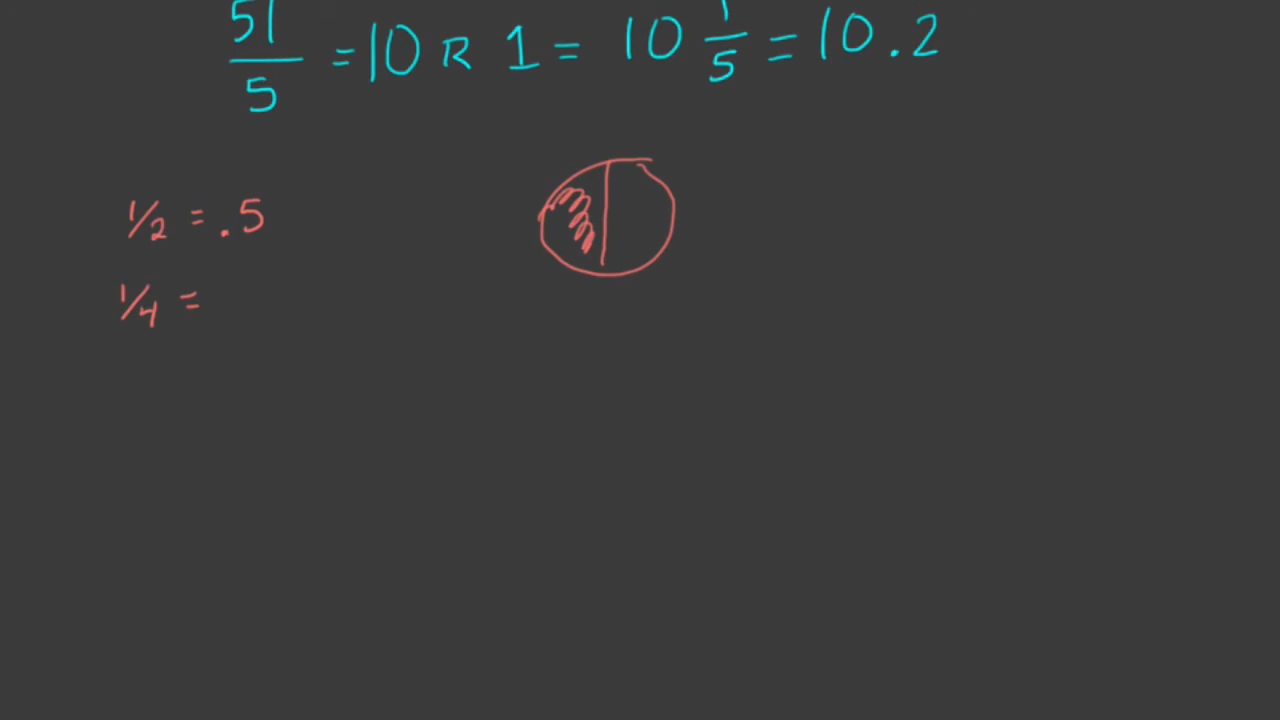 51/5 = 10 R 1 = 10 1/5 = 10.2
1/2 = .5
1/4 =